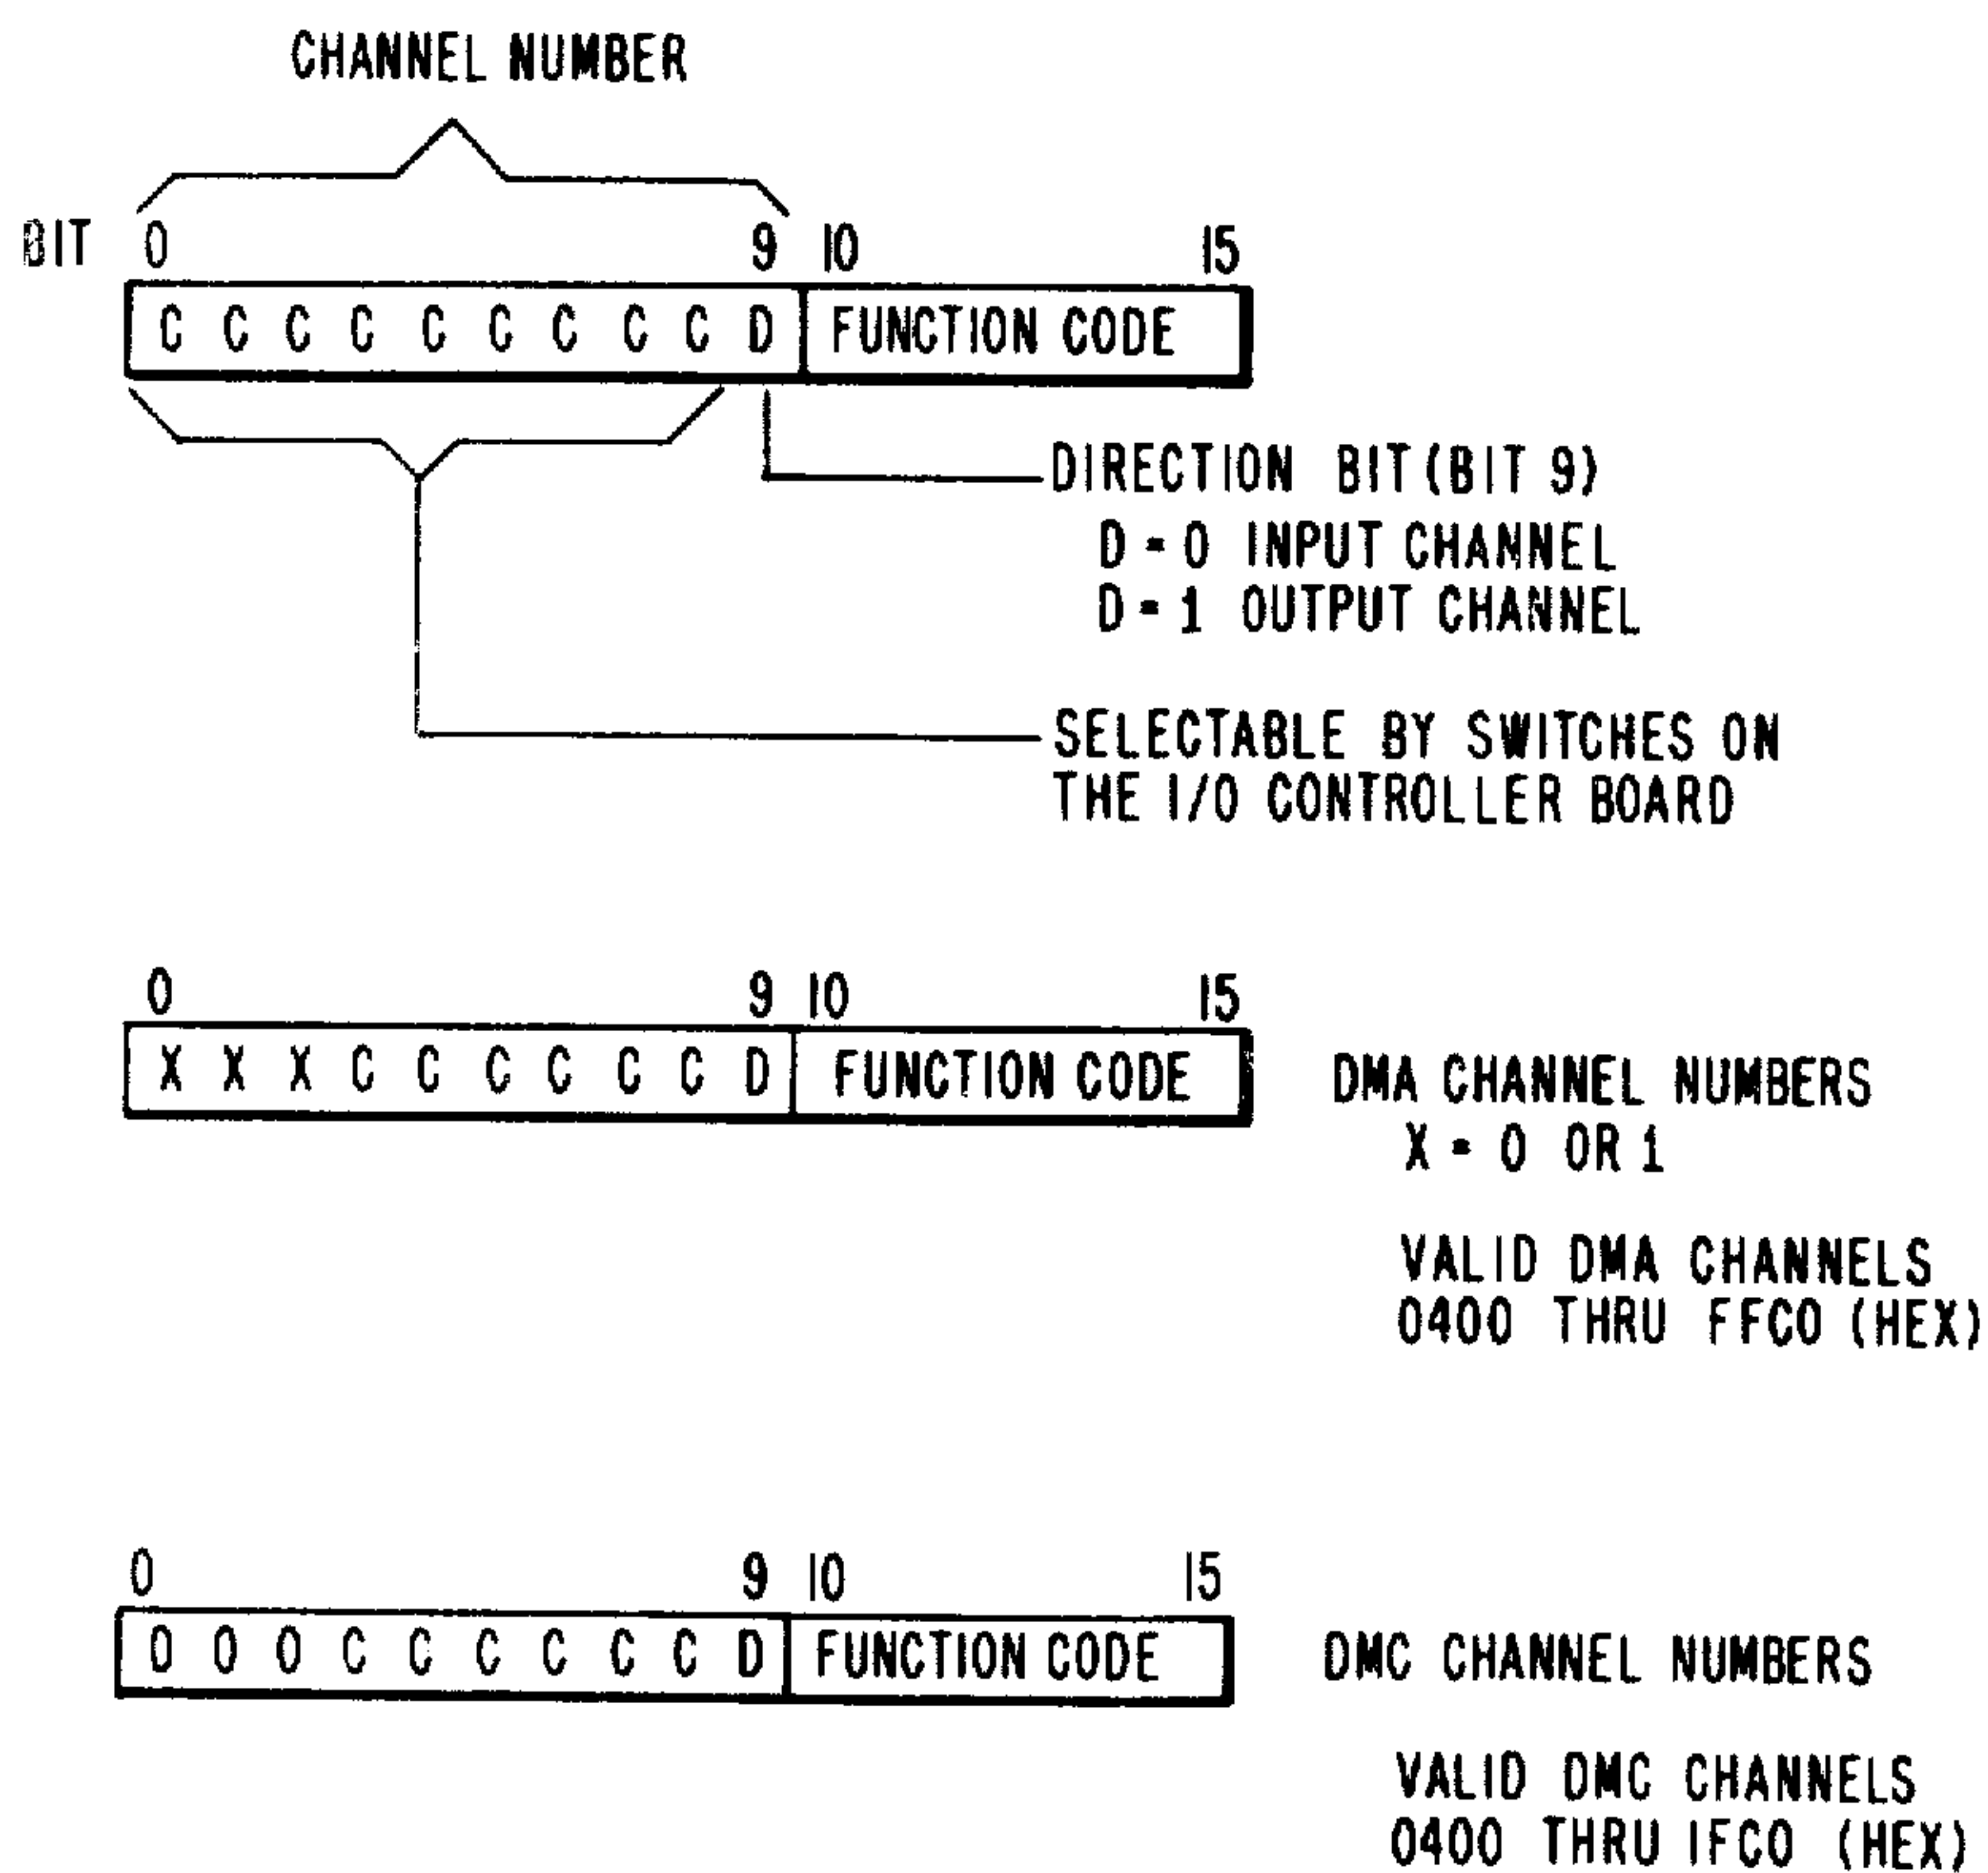 CHANNEL NUMBER
BIT 0 9 10 15
C C C C C C C C C D FUNCTION CODE
DIRECTION BIT (BIT 9)
D = 0 INPUT CHANNEL
D = 1 OUTPUT CHANNEL
SELECTABLE BY SWITCHES ON
THE I/O CONTROLLER BOARD
0 9 10 15
X X X C C C C C C D FUNCTION CODE
DMA CHANNEL NUMBERS
X = 0 OR 1
VALID DMA CHANNELS
0400 THRU FFC0 (HEX)
0 9 10 15
0 0 0 C C C C C C D FUNCTION CODE
DMC CHANNEL NUMBERS
VALID DMC CHANNELS
0400 THRU 1FC0 (HEX)